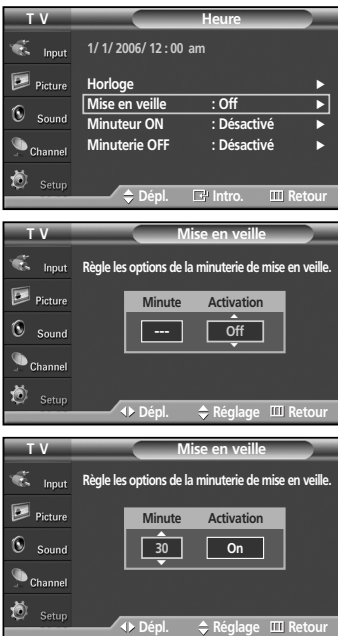 T V Heure
Input 1/ 1/ 2006/ 12 : 00 am
Picture Horloge
Mise en veille : Off
Sound Minuteur ON : Désactivé
Channel Minuterie OFF : Désactivé
Setup
Dépl. Intro. Retour
T V Mise en veille
Input Règle les options de la minuterie de mise en veille.
Picture Minute Activation
Sound --- Off
Channel
Setup
Dépl. Réglage Retour
T V Mise en veille
Input Règle les options de la minuterie de mise en veille.
Picture Minute Activation
Sound 30 On
Channel
Setup
Dépl. Réglage Retour